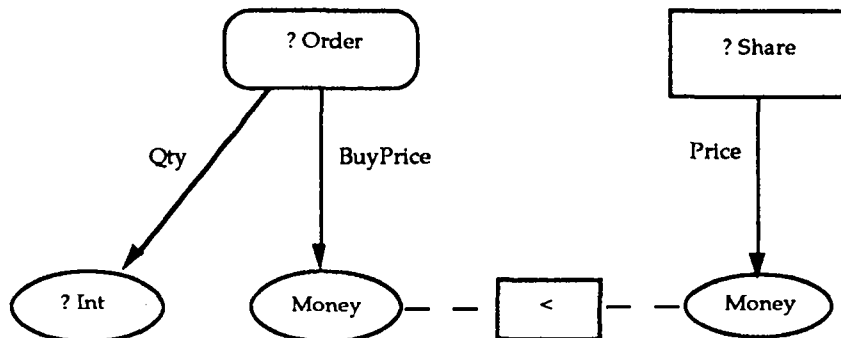 ? Order
? Share
Qty
BuyPrice
Price
? Int
Money
<
Money